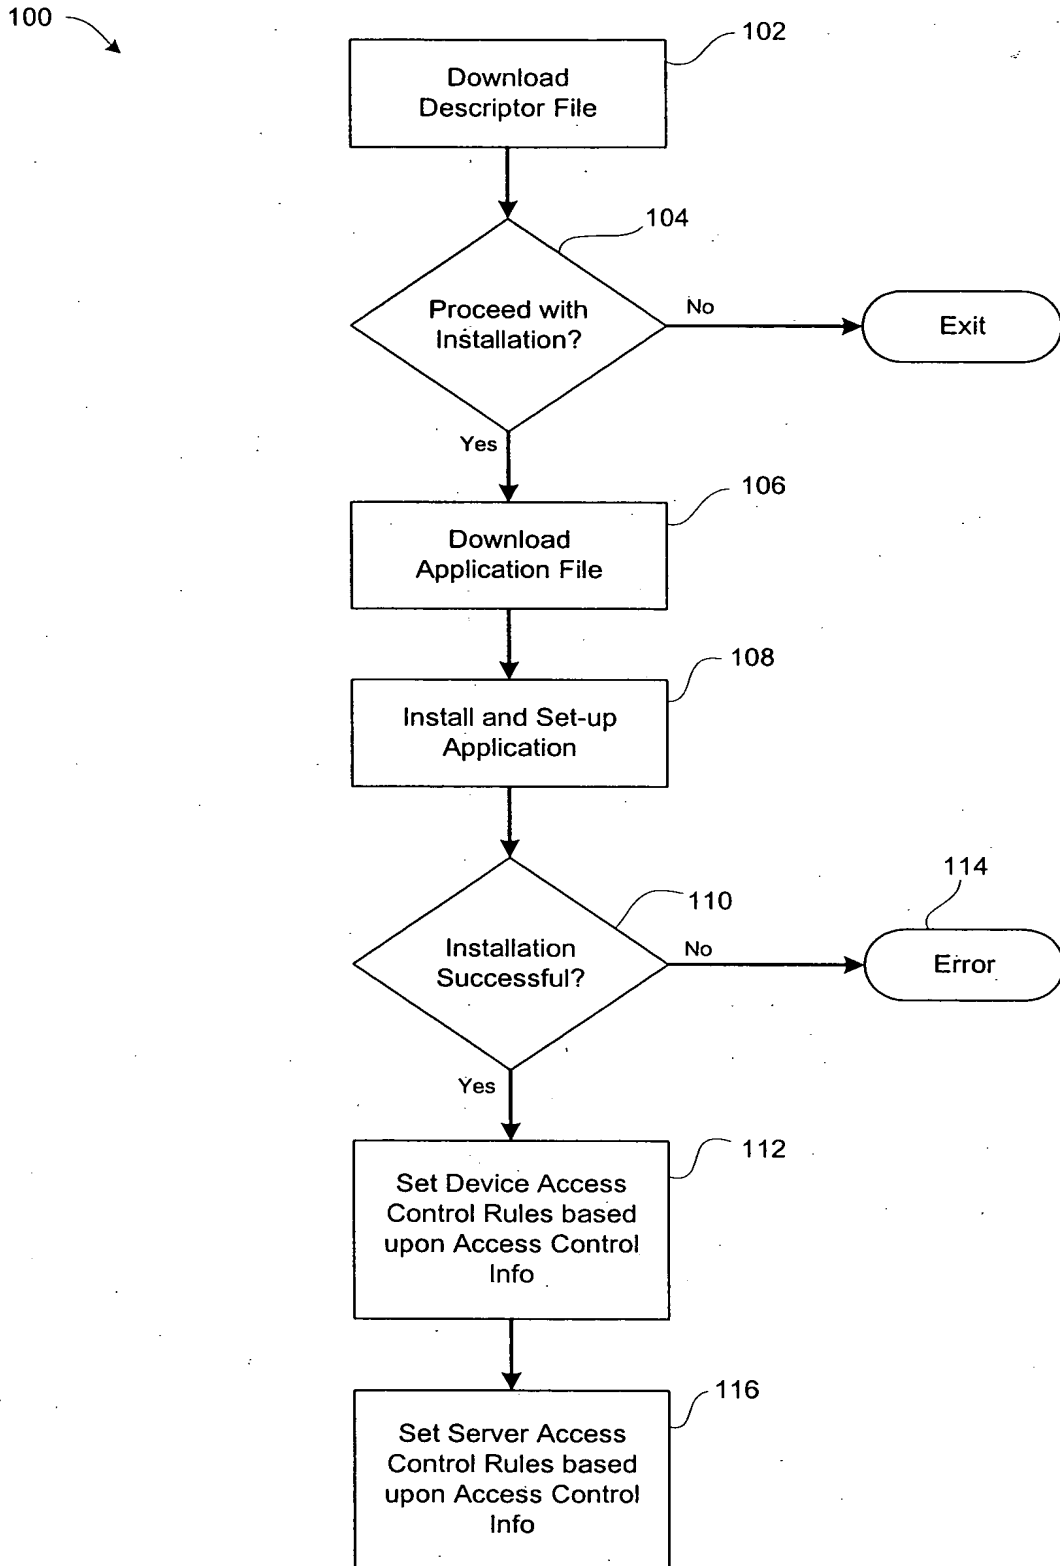 100
102
Download
Descriptor File
104
Proceed with
Installation?
No
Exit
Yes
106
Download
Application File
108
Install and Set-up
Application
110
114
Installation
Successful?
No
Error
Yes
112
Set Device Access
Control Rules based
upon Access Control
Info
116
Set Server Access
Control Rules based
upon Access Control
Info